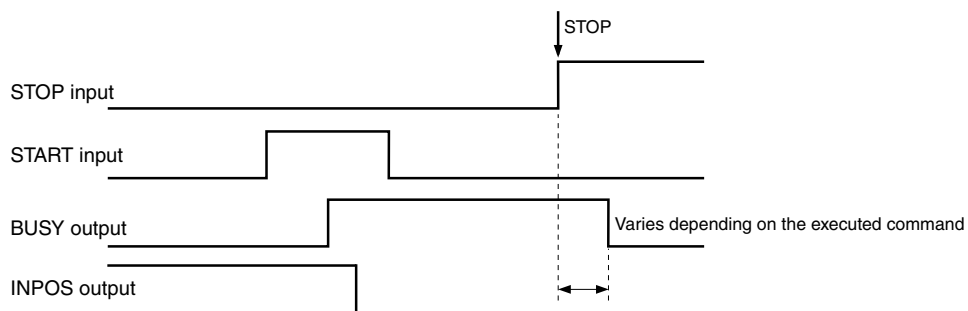 STOP
STOP input
START input
BUSY output
Varies depending on the executed command
INPOS output